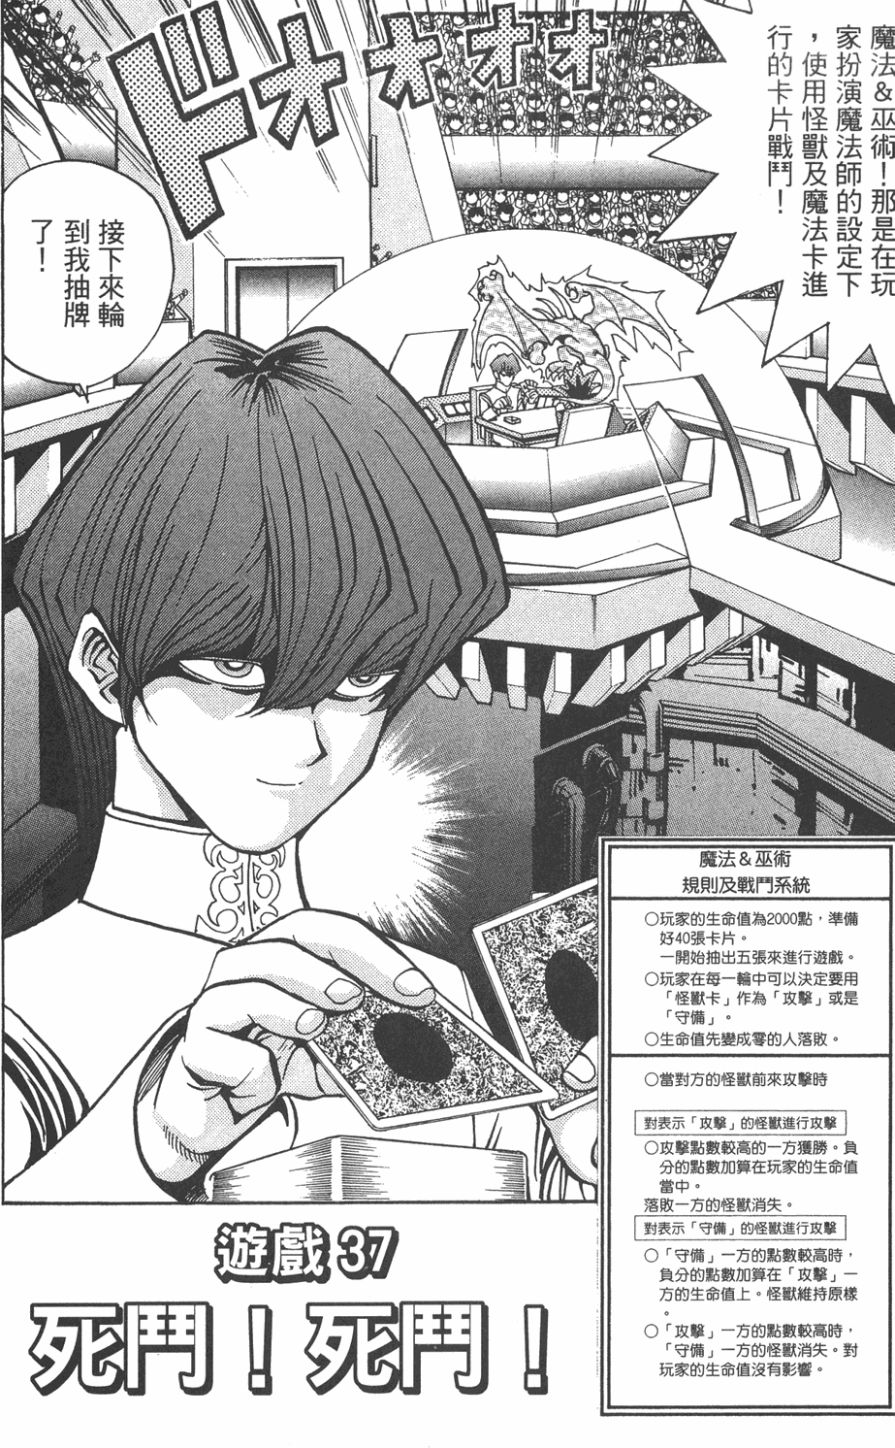 魔法＆巫術！那是在玩
家扮演魔法師的設定下
，使用怪獸及魔法卡進
行的卡片戰鬥！
ドォォォォォ
接下來輪
到我抽牌
了！
魔法＆巫術
規則及戰鬥系統
○玩家的生命值為2000點，準備
好40張卡片。
一開始抽出五張來進行遊戲。
○玩家在每一輪中可以決定要用
「怪獸卡」作為「攻擊」或是
「守備」。
○生命值先變成零的人落敗。
○當對方的怪獸前來攻擊時
對表示「攻擊」的怪獸進行攻擊
○攻擊點數較高的一方獲勝。負
分的點數加算在玩家的生命值
當中。
落敗一方的怪獸消失。
對表示「守備」的怪獸進行攻擊
○「守備」一方的點數較高時，
負分的點數加算在「攻擊」一
方的生命值上。怪獸維持原樣
。
○「攻擊」一方的點數較高時，
「守備」一方的怪獸消失。對
玩家的生命值沒有影響。
遊戲37
死鬥！死鬥！